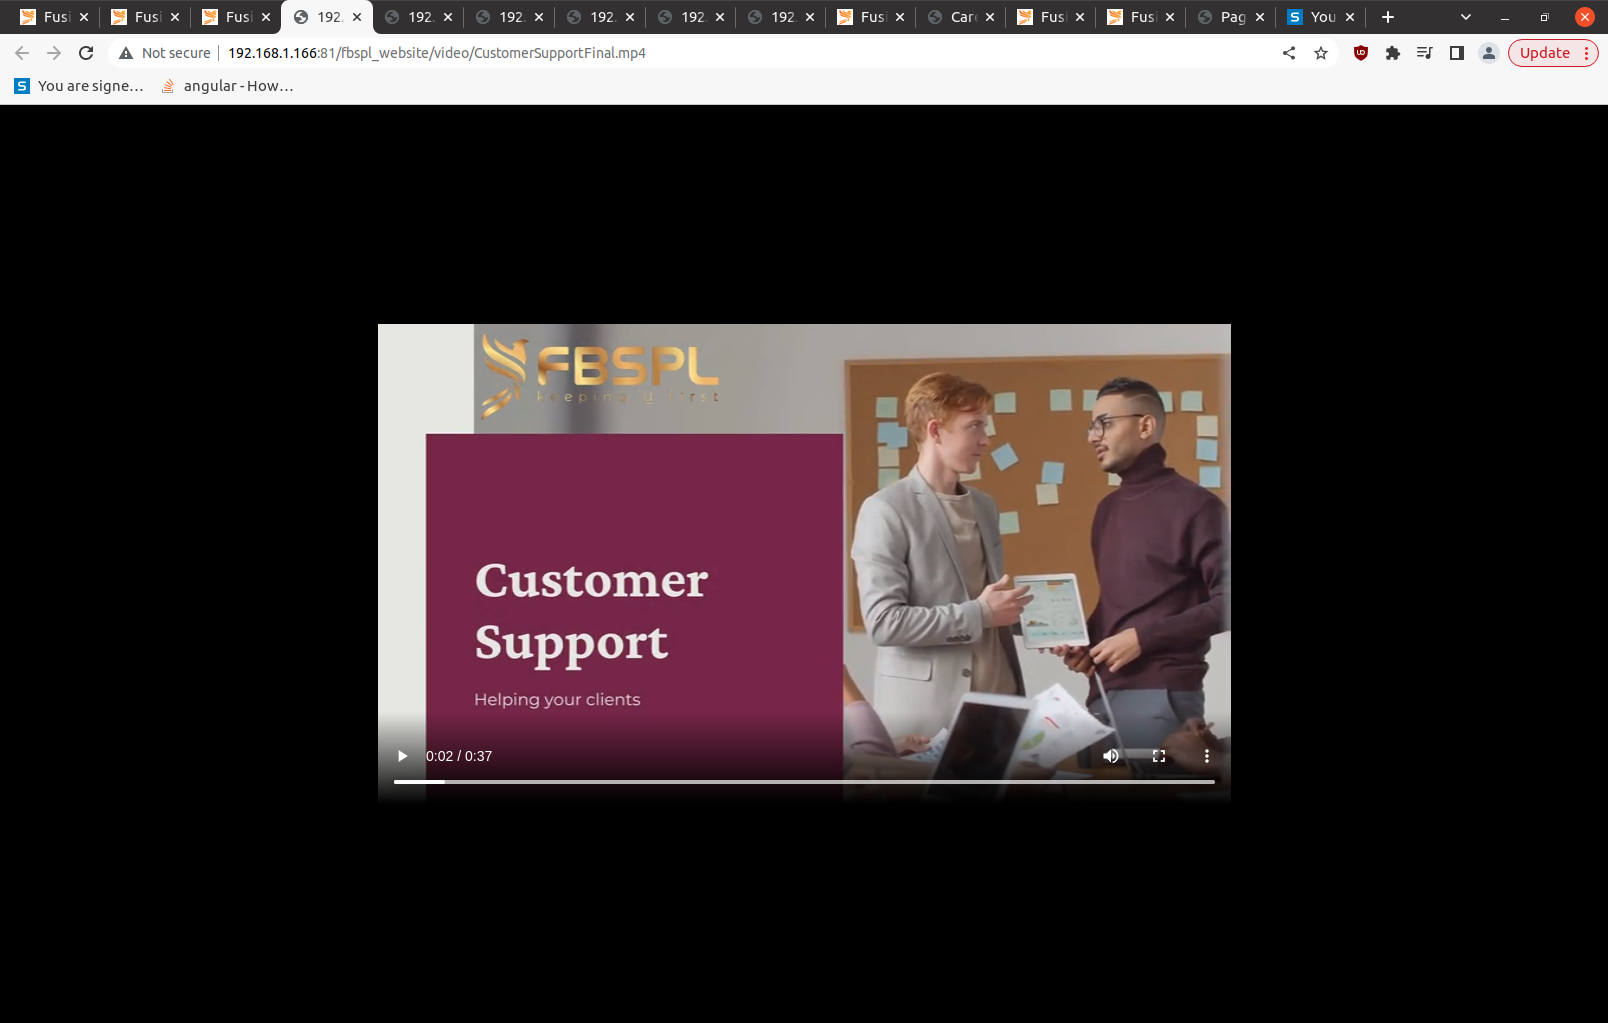 Fusi Fusi Fusi 192. 192. 192. 192. 192. 192. Fusi Care Fusi Fusi Pag You
Not secure 192.168.1.166:81/fbspl_website/video/CustomerSupportFinal.mp4 Update
You are signe... angular - How...
FBSPL
keeping u first
Customer
Support
Helping your clients
0:02 / 0:37